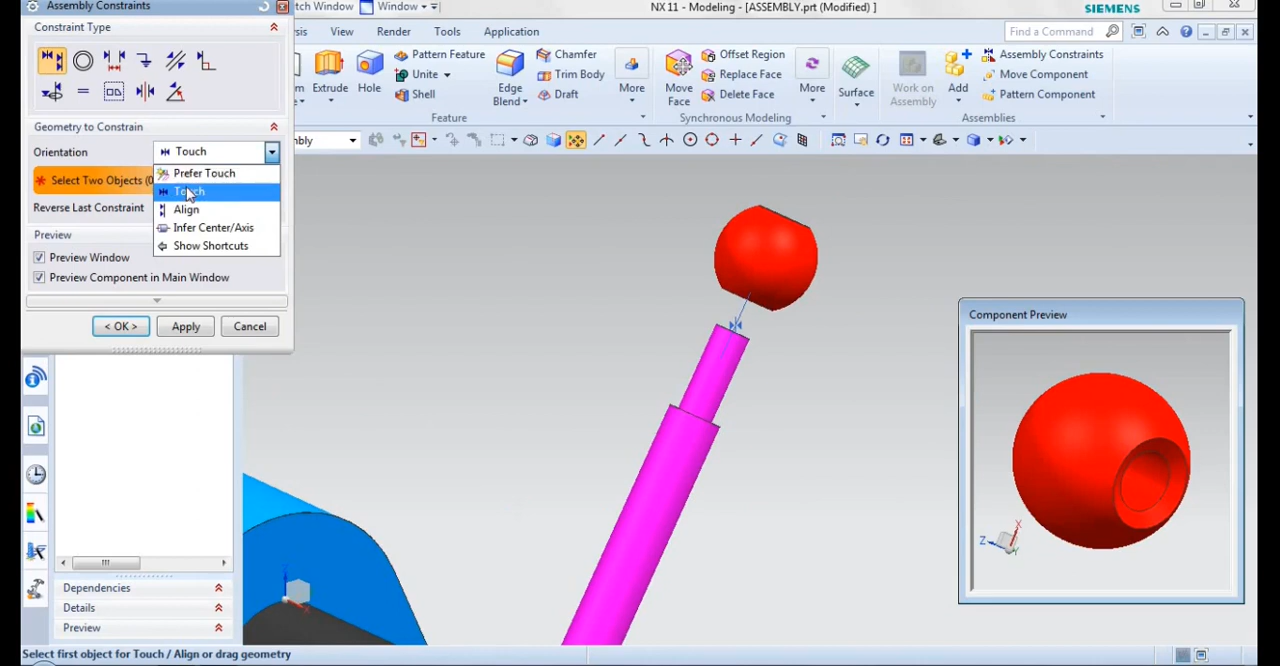 Assembly Constraints
tch Window
Window
NX 11 - Modeling - [ASSEMBLY.prt (Modified) ]
SIEMENS
Constraint Type
sis
View
Render
Tools
Application
Find a Command
Extrude
Hole
Pattern Feature
Unite
Shell
Edge
Blend
Chamfer
Trim Body
Draft
More
Feature
Move
Face
Offset Region
Replace Face
Delete Face
More
Synchronous Modeling
Surface
Work on
Assembly
Add
Assembly Constraints
Move Component
Pattern Component
Assemblies
Geometry to Constrain
Orientation
Touch
Prefer Touch
Select Two Objects (0
Touch
Reverse Last Constraint
Align
Infer Center/Axis
Show Shortcuts
Preview
Preview Window
Preview Component in Main Window
< OK >
Apply
Cancel
mbly
Component Preview
X
Z
Y
Dependencies
Details
Preview
Select first object for Touch / Align or drag geometry